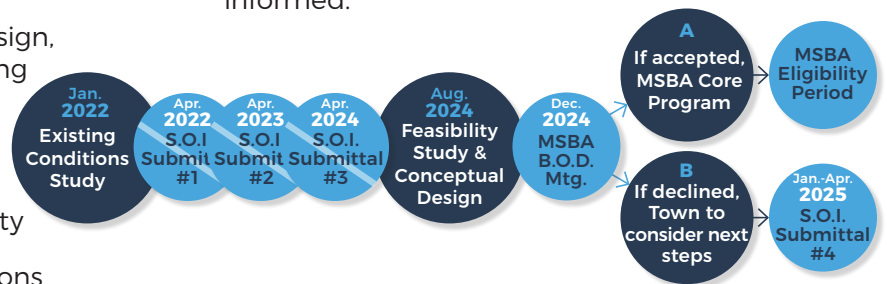 informed.
sign,
ng
ty
ons
Jan.
2022
Existing
Conditions
Study
Apr.
2022
S.O.I
Submit
#1
Apr.
2023
S.O.I
Submit
#2
Apr.
2024
S.O.I.
Submittal
#3
Aug.
2024
Feasibility
Study &
Conceptual
Design
Dec.
2024
MSBA
B.O.D.
Mtg.
A
If accepted,
MSBA Core
Program
MSBA
Eligibility
Period
B
If declined,
Town to
consider next
steps
Jan.-Apr.
2025
S.O.I.
Submittal
#4